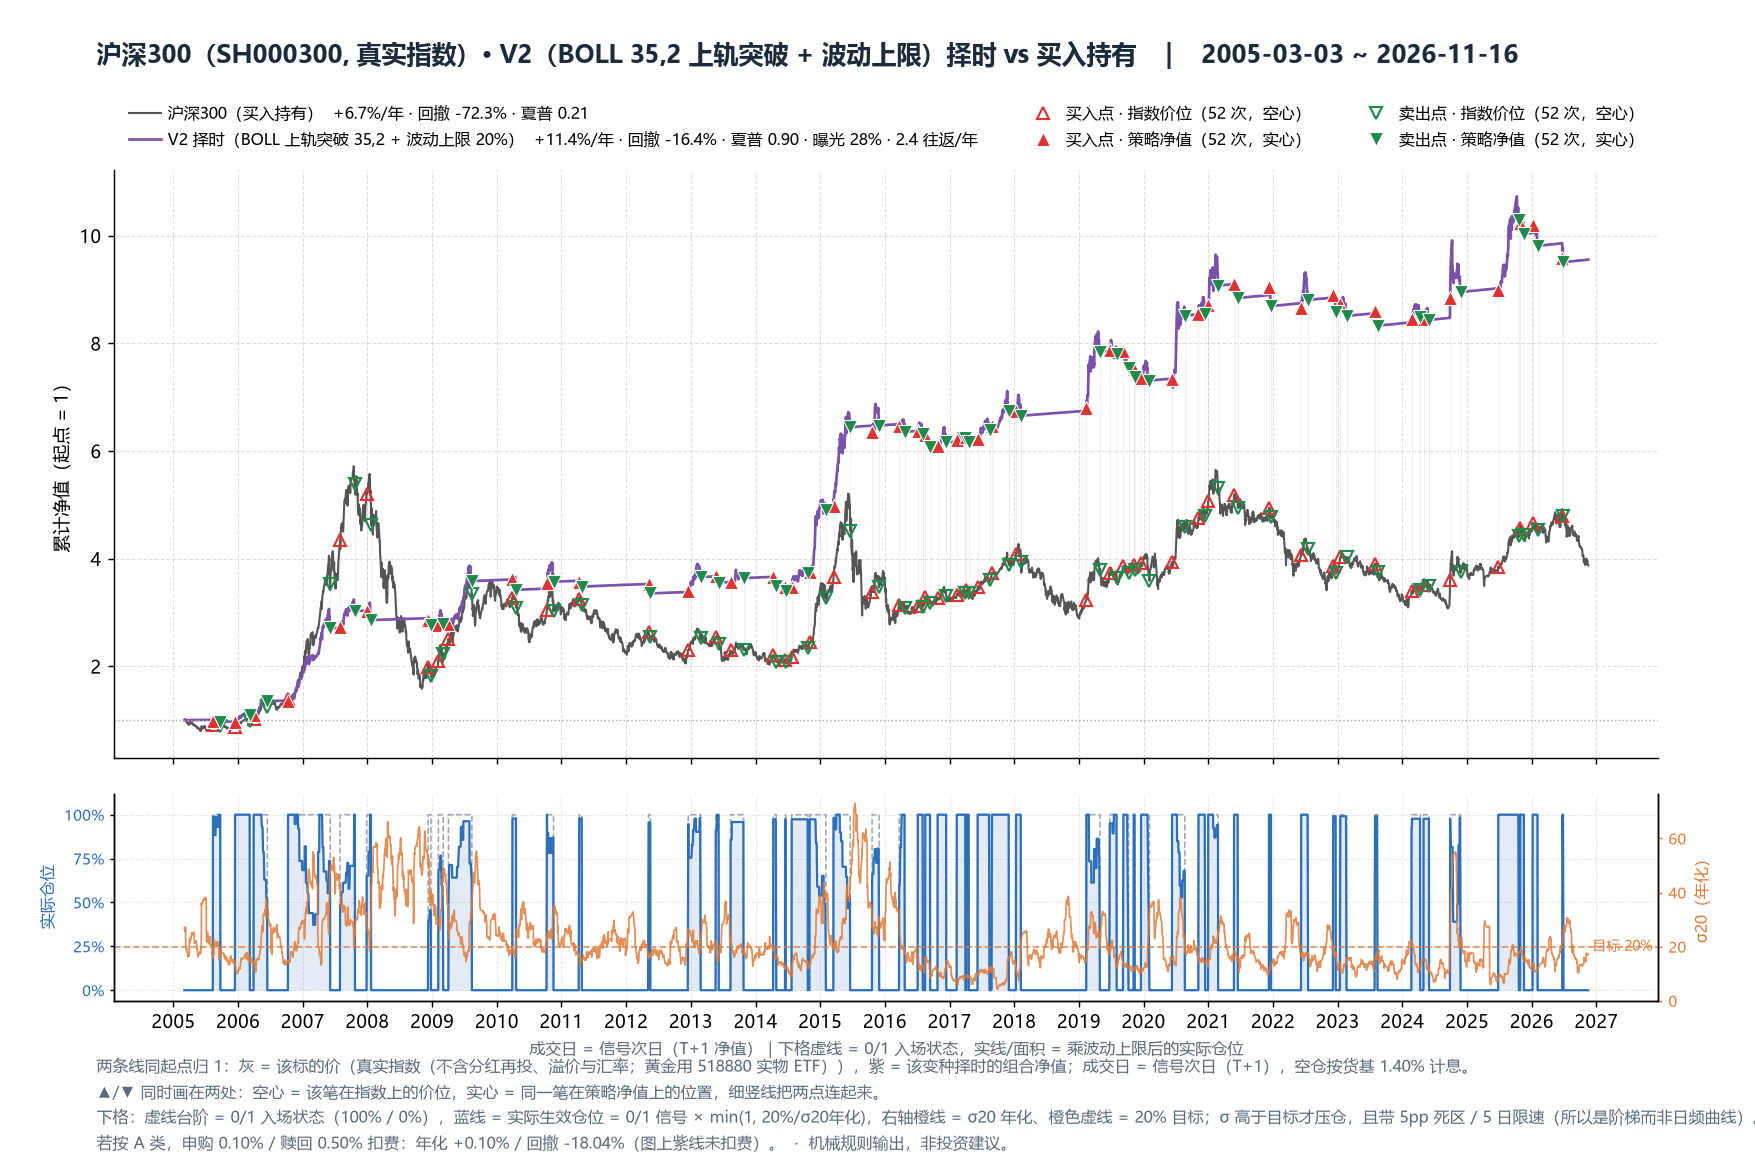 沪深300（SH000300, 真实指数）· V2（BOLL 35,2 上轨突破 + 波动上限）择时 vs 买入持有 | 2005-03-03 ~ 2026-11-16
沪深300（买入持有） +6.7%/年 · 回撤 -72.3% · 夏普 0.21
V2 择时（BOLL 上轨突破 35,2 + 波动上限 20%） +11.4%/年 · 回撤 -16.4% · 夏普 0.90 · 曝光 28% · 2.4 往返/年
买入点 · 指数价位（52 次，空心）
买入点 · 策略净值（52 次，实心）
卖出点 · 指数价位（52 次，空心）
卖出点 · 策略净值（52 次，实心）
累计净值（起点 = 1）
10
8
6
4
2
实际仓位
100%
75%
50%
25%
0%
σ20（年化）
60
40
20
0
目标 20%
2005 2006 2007 2008 2009 2010 2011 2012 2013 2014 2015 2016 2017 2018 2019 2020 2021 2022 2023 2024 2025 2026 2027
成交日 = 信号次日（T+1 净值）｜下格虚线 = 0/1 入场状态，实线/面积 = 乘波动上限后的实际仓位
两条线同起点归 1：灰 = 该标的价（真实指数（不含分红再投、溢价与汇率；黄金用 518880 实物 ETF）），紫 = 该变种择时的组合净值；成交日 = 信号次日（T+1），空仓按货基 1.40% 计息。
▲/▼ 同时画在两处：空心 = 该笔在指数上的价位，实心 = 同一笔在策略净值上的位置，细竖线把两点连起来。
下格：虚线台阶 = 0/1 入场状态（100% / 0%），蓝线 = 实际生效仓位 = 0/1 信号 × min(1, 20%/σ20年化)，右轴橙线 = σ20 年化、橙色虚线 = 20% 目标；σ 高于目标才压仓，且带 5pp 死区 / 5 日限速（所以是阶梯而非日频曲线）。
若按 A 类，申购 0.10% / 赎回 0.50% 扣费：年化 +0.10% / 回撤 -18.04%（图上紫线未扣费）。 · 机械规则输出，非投资建议。